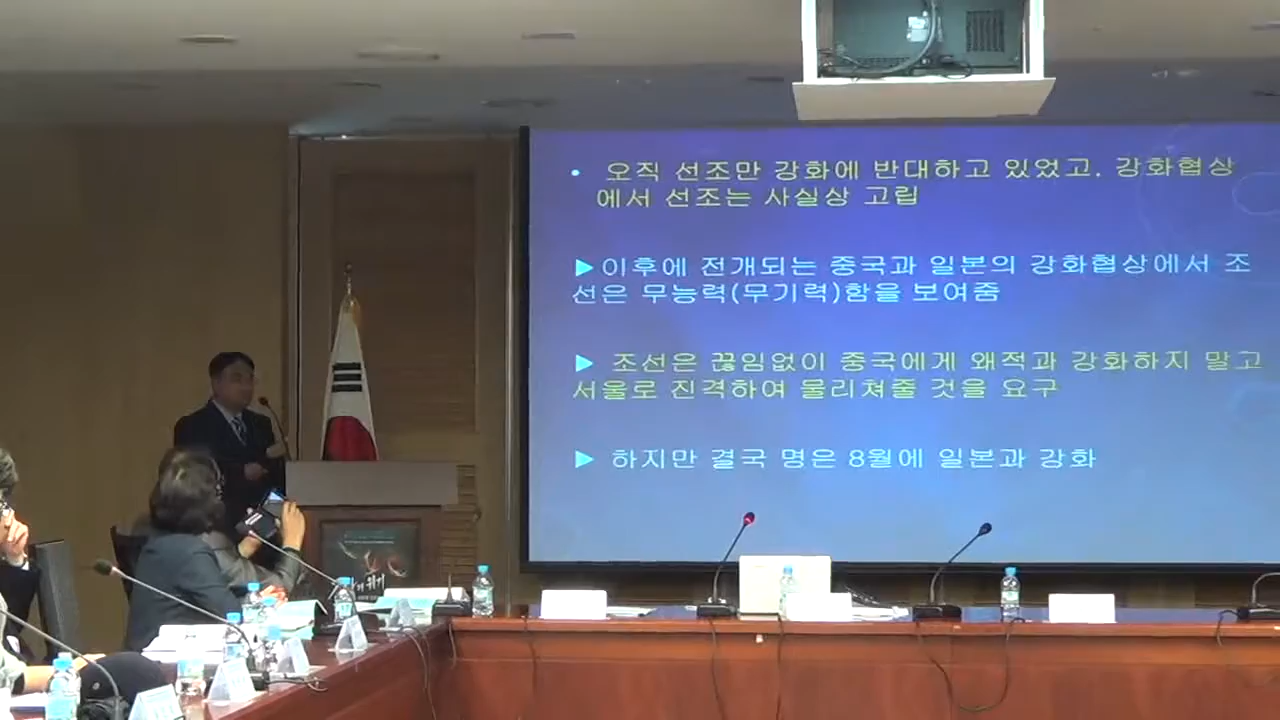 • 오직 선조만 강화에 반대하고 있었고. 강화협상
에서 선조는 사실상 고립
▶이후에 전개되는 중국과 일본의 강화협상에서 조
선은 무능력(무기력)함을 보여줌
▶ 조선은 끊임없이 중국에게 왜적과 강화하지 말고
서울로 진격하여 물리쳐줄 것을 요구
▶ 하지만 결국 명은 8월에 일본과 강화
위기